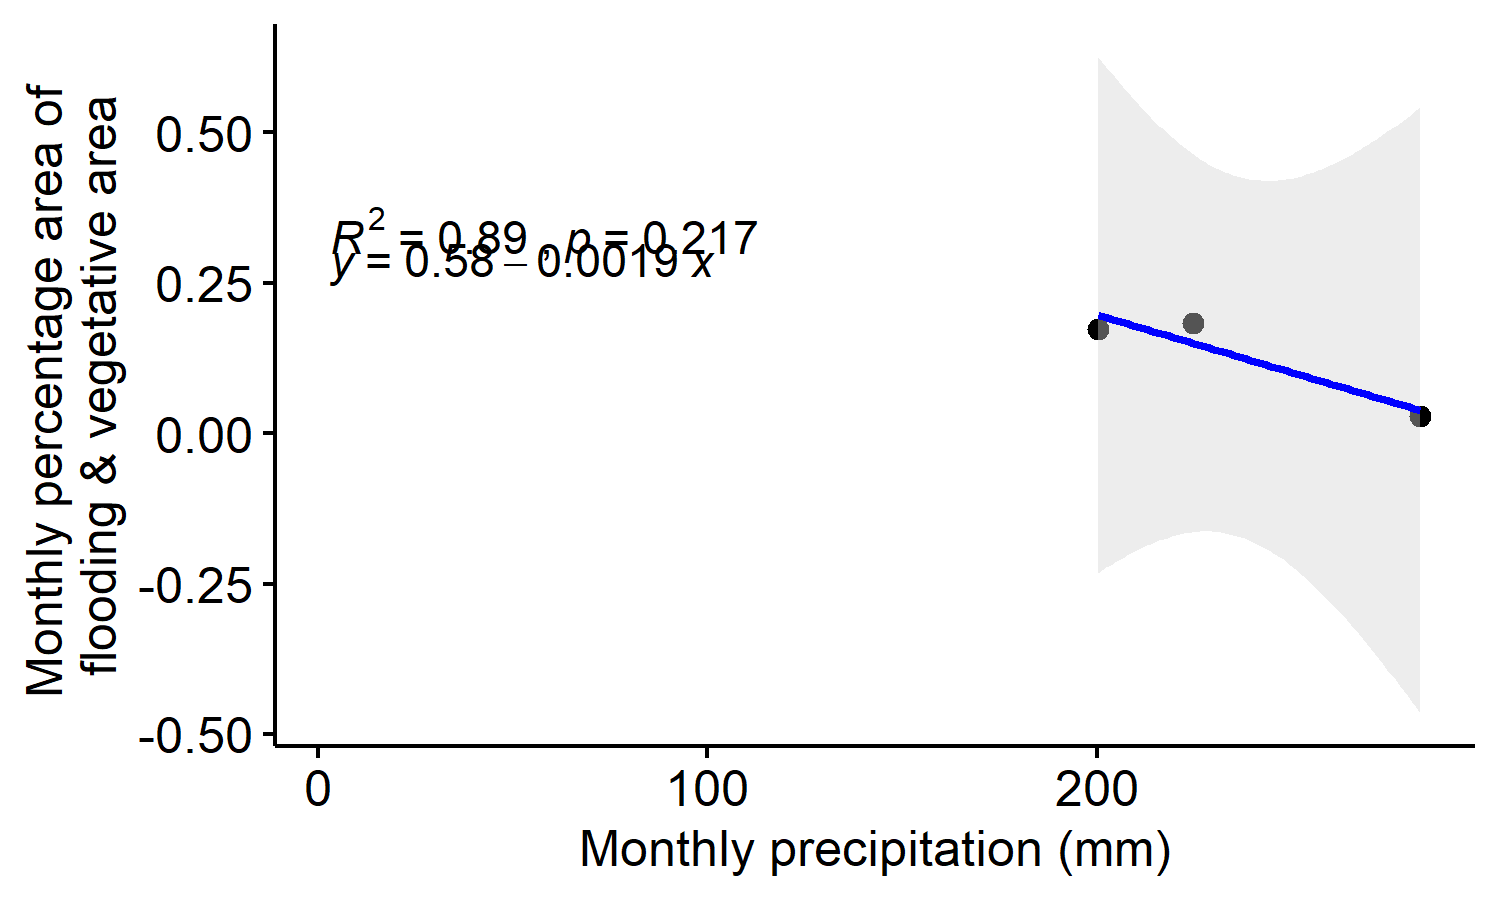 Monthly percentage area of
flooding & vegetative area
0.50
0.25
0.00
-0.25
-0.50
R² = 0.89 , p = 0.217
y = 0.58 – 0.0019 x
0 100 200
Monthly precipitation (mm)